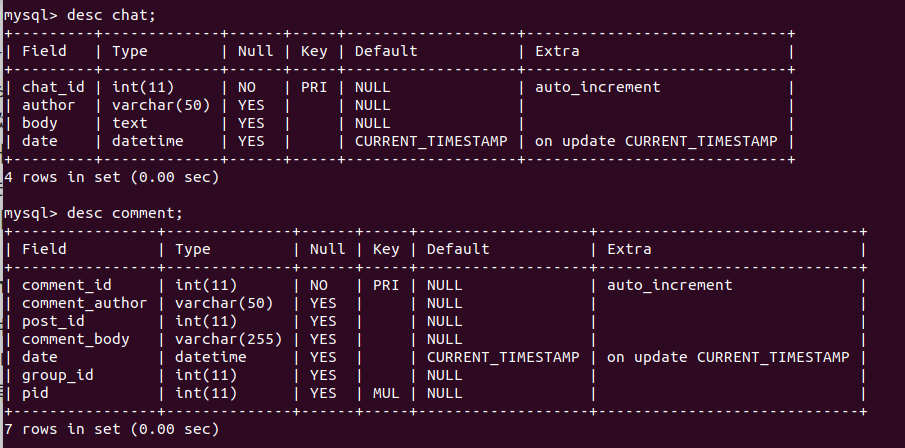 mysql> desc chat;
+---------+-------------+------+-----+-------------------+-----------------------------+
| Field   | Type        | Null | Key | Default           | Extra                       |
+---------+-------------+------+-----+-------------------+-----------------------------+
| chat_id | int(11)     | NO   | PRI | NULL              | auto_increment              |
| author  | varchar(50) | YES  |     | NULL              |                             |
| body    | text        | YES  |     | NULL              |                             |
| date    | datetime    | YES  |     | CURRENT_TIMESTAMP | on update CURRENT_TIMESTAMP |
+---------+-------------+------+-----+-------------------+-----------------------------+
4 rows in set (0.00 sec)

mysql> desc comment;
+----------------+--------------+------+-----+-------------------+-----------------------------+
| Field          | Type         | Null | Key | Default           | Extra                       |
+----------------+--------------+------+-----+-------------------+-----------------------------+
| comment_id     | int(11)      | NO   | PRI | NULL              | auto_increment              |
| comment_author | varchar(50)  | YES  |     | NULL              |                             |
| post_id        | int(11)      | YES  |     | NULL              |                             |
| comment_body   | varchar(255) | YES  |     | NULL              |                             |
| date           | datetime     | YES  |     | CURRENT_TIMESTAMP | on update CURRENT_TIMESTAMP |
| group_id       | int(11)      | YES  |     | NULL              |                             |
| pid            | int(11)      | YES  | MUL | NULL              |                             |
+----------------+--------------+------+-----+-------------------+-----------------------------+
7 rows in set (0.00 sec)